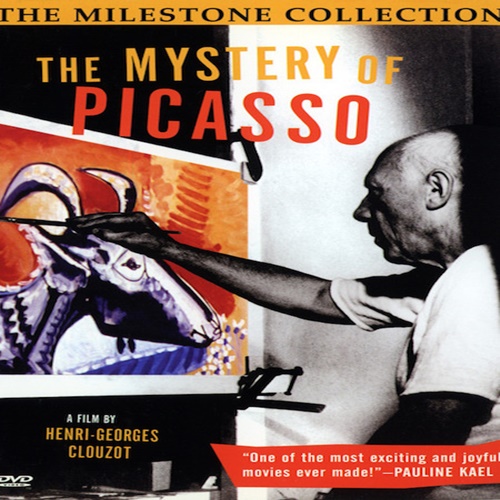 THE MILESTONE COLLECTION
THE MYSTERY OF
PICASSO
A FILM BY
HENRI-GEORGES
CLOUZOT
"One of the most exciting and joyful
movies ever made!"—PAULINE KAEL
DVD
VIDEO